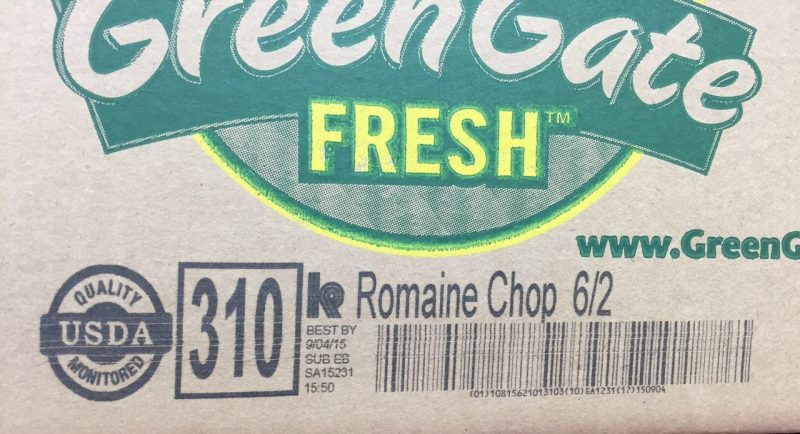 GreenGate
FRESH™
www.GreenG
QUALITY
USDA
MONITORED
310
K Romaine Chop 6/2
BEST BY
9/04/15
SUB EB
SA15231
15:50
(01)10815621013103(10)SA1231(17)150904